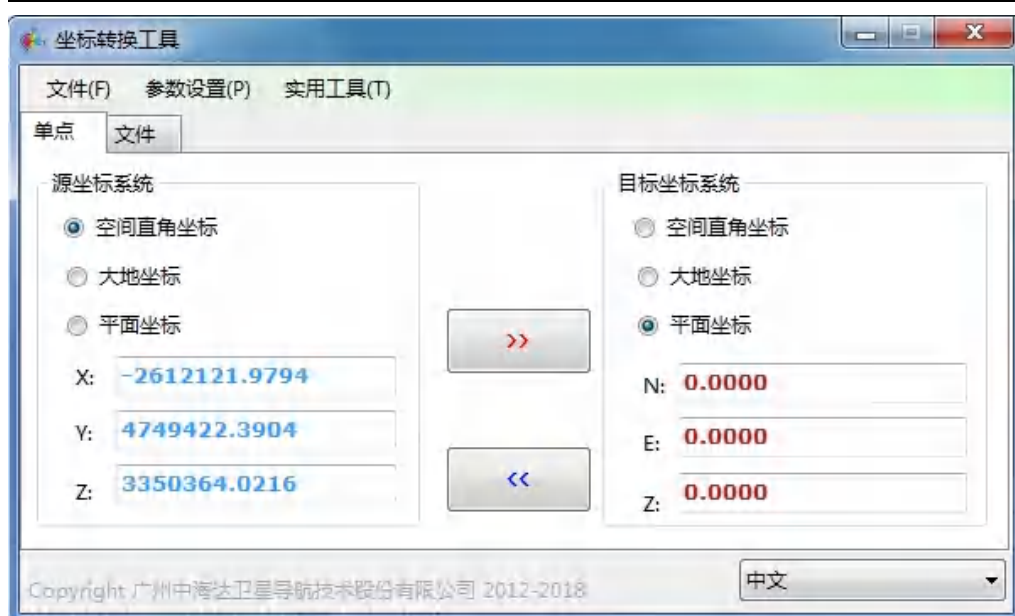 坐标转换工具
文件(F) 参数设置(P) 实用工具(T)
单点 文件
源坐标系统
空间直角坐标
大地坐标
平面坐标
X: -2612121.9794
Y: 4749422.3904
Z: 3350364.0216
>>
<<
目标坐标系统
空间直角坐标
大地坐标
平面坐标
N: 0.0000
E: 0.0000
Z: 0.0000
Copyright 广州中海达卫星导航技术股份有限公司 2012-2018
中文